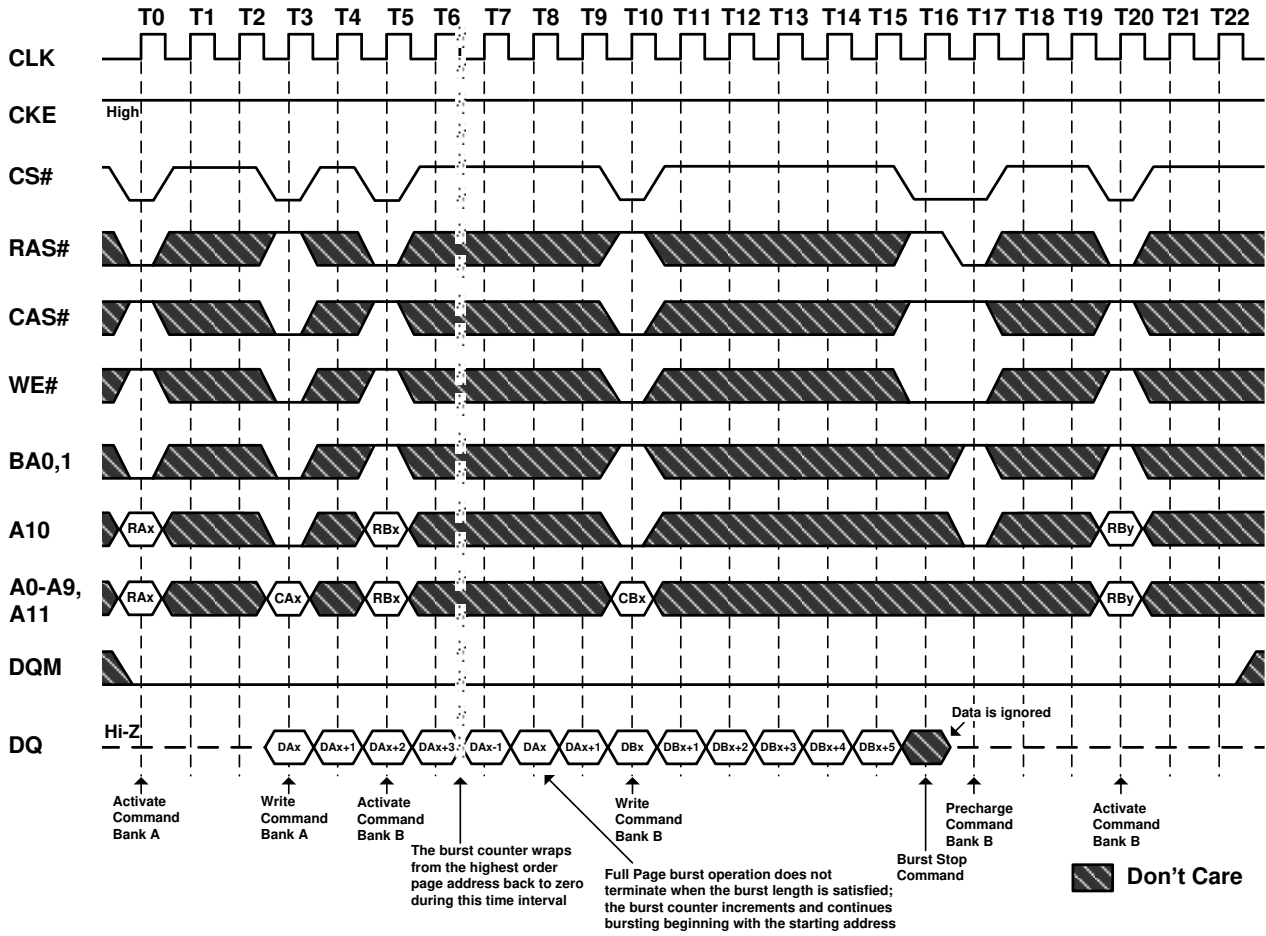 T0 T1 T2 T3 T4 T5 T6 T7 T8 T9 T10 T11 T12 T13 T14 T15 T16 T17 T18 T19 T20 T21 T22
CLK
CKE
High
CS#
RAS#
CAS#
WE#
BA0,1
A10
RAx RBx RBy
A0-A9,
A11
RAx CAx RBx CBx RBy
DQM
Data is ignored
DQ
Hi-Z
DAx DAx+1 DAx+2 DAx+3 DAx-1 DAx DAx+1 DBx DBx+1 DBx+2 DBx+3 DBx+4 DBx+5
Activate
Command
Bank A
Write
Command
Bank A
Activate
Command
Bank B
The burst counter wraps
from the highest order
page address back to zero
during this time interval
Write
Command
Bank B
Full Page burst operation does not
terminate when the burst length is satisfied;
the burst counter increments and continues
bursting beginning with the starting address
Burst Stop
Command
Precharge
Command
Bank B
Activate
Command
Bank B
Don't Care